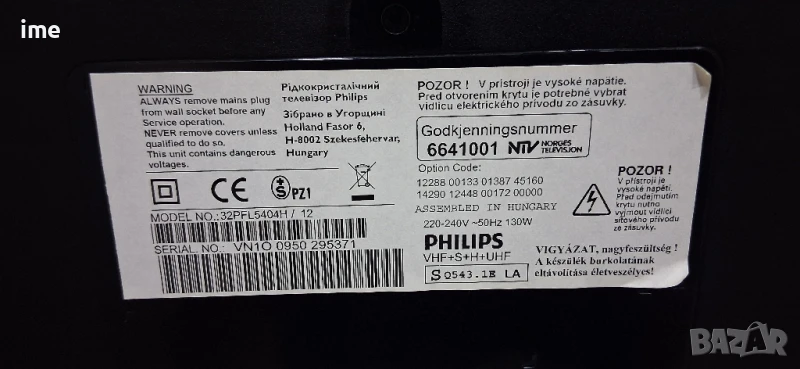 ime
WARNING
ALWAYS remove mains plug
from wall socket before any
Service operation.
NEVER remove covers unless
qualified to do so.
This unit contains dangerous
voltages.
Рідкокристалічний
телевізор Philips
Зібрано в Угорщині
Holland Fasor 6,
H-8002 Szekesfehervar,
Hungary
CE
S PZ1
MODEL NO.:32PFL5404H / 12
SERIAL NO.: VN1O 0950 295371
POZOR ! V prístroji je vysoké napätie.
Pred otvorením krytu je potrebné vybrat
vidlicu elektrického prívodu zo zásuvky.
Godkjenningsnummer
6641001 NTV NORGES
TELEVISJON
Option Code:
12288 00133 01387 45160
14290 12448 00172 00000
ASSEMBLED IN HUNGARY
220-240V ~50Hz 130W
PHILIPS
VHF+S+H+UHF
S Q543.1E LA
POZOR !
V přístroji je
vysoké napětí.
Před odejmutím
krytu nutno
vyjmout vidlici
síťového přívodu
ze zásuvky.
VIGYÁZAT, nagyfeszültség !
A készülék burkolatának
eltávolítása életveszélyes!
BAZAR